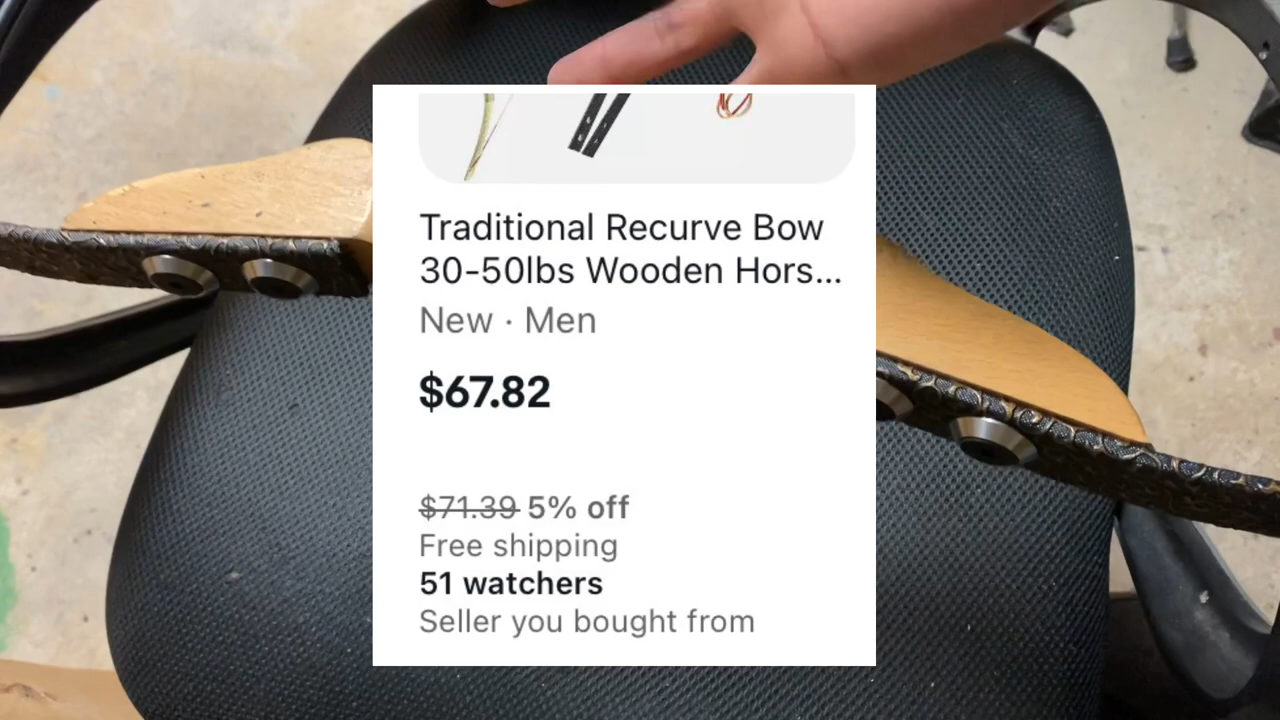 Traditional Recurve Bow
30-50lbs Wooden Hors...
New · Men
$67.82
$71.39 5% off
Free shipping
51 watchers
Seller you bought from